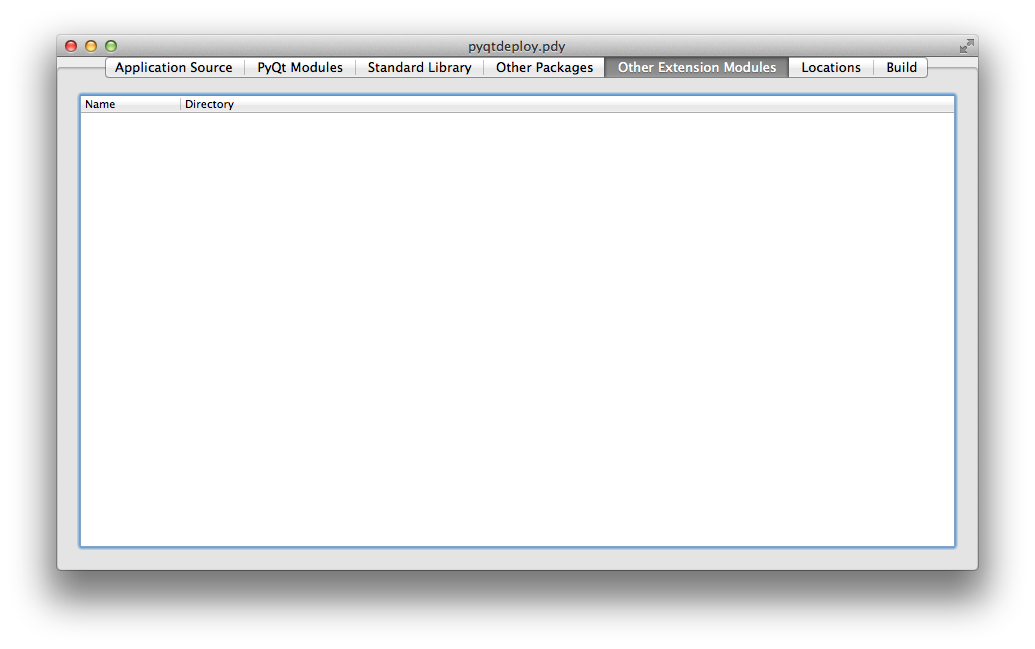 pyqtdeploy.pdy
Application Source PyQt Modules Standard Library Other Packages Other Extension Modules Locations Build
Name Directory